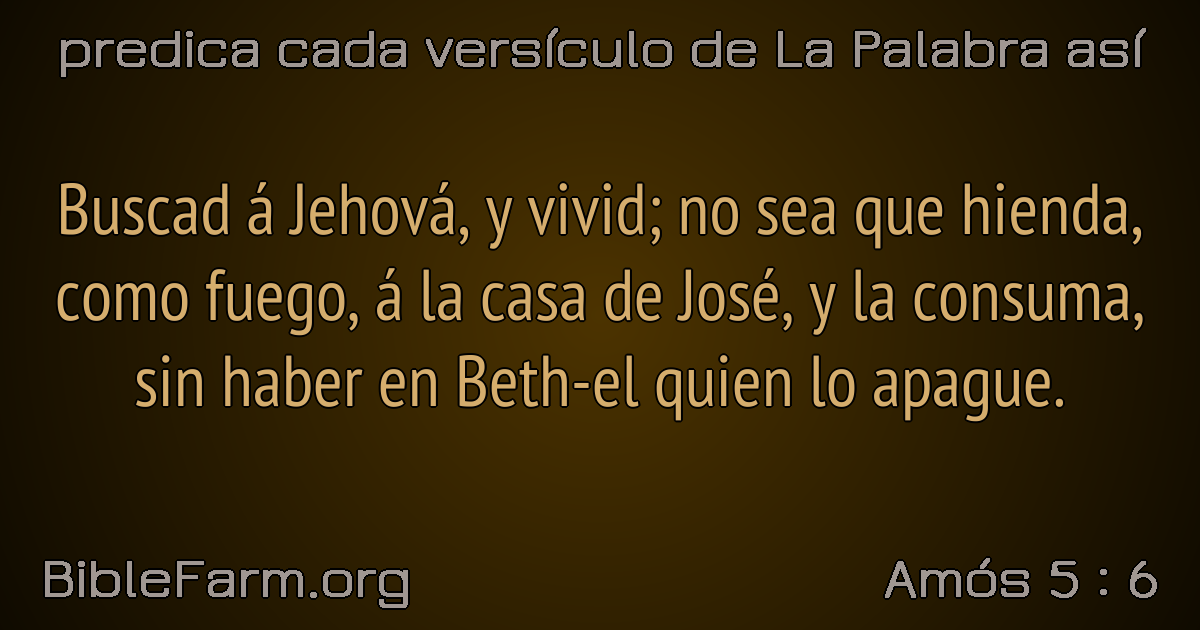 predica cada versículo de La Palabra así
Buscad á Jehová, y vivid; no sea que hienda,
como fuego, á la casa de José, y la consuma,
sin haber en Beth-el quien lo apague.
BibleFarm.org
Amós 5 : 6